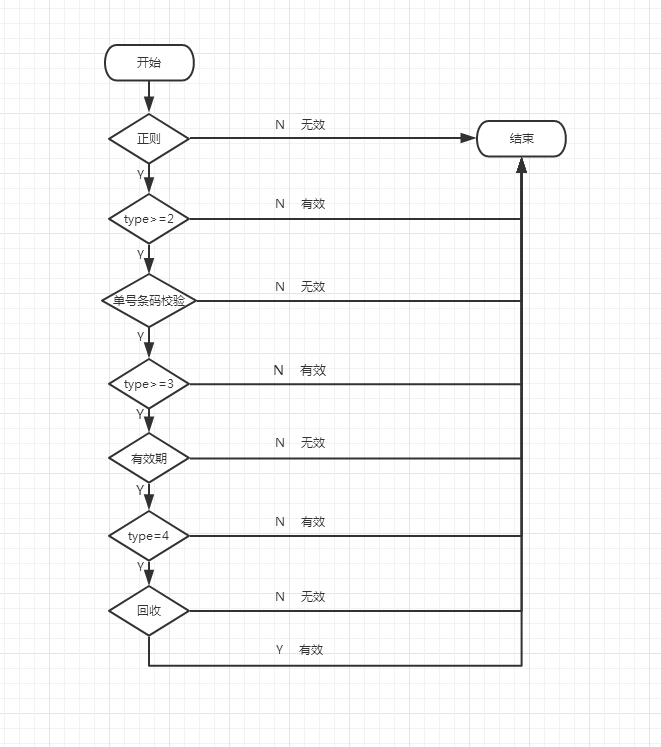 开始
正则
N 无效
结束
Y
type>=2
N 有效
Y
单号条码校验
N 无效
Y
type>=3
N 有效
Y
有效期
N 无效
Y
type=4
N 有效
Y
回收
N 无效
Y 有效